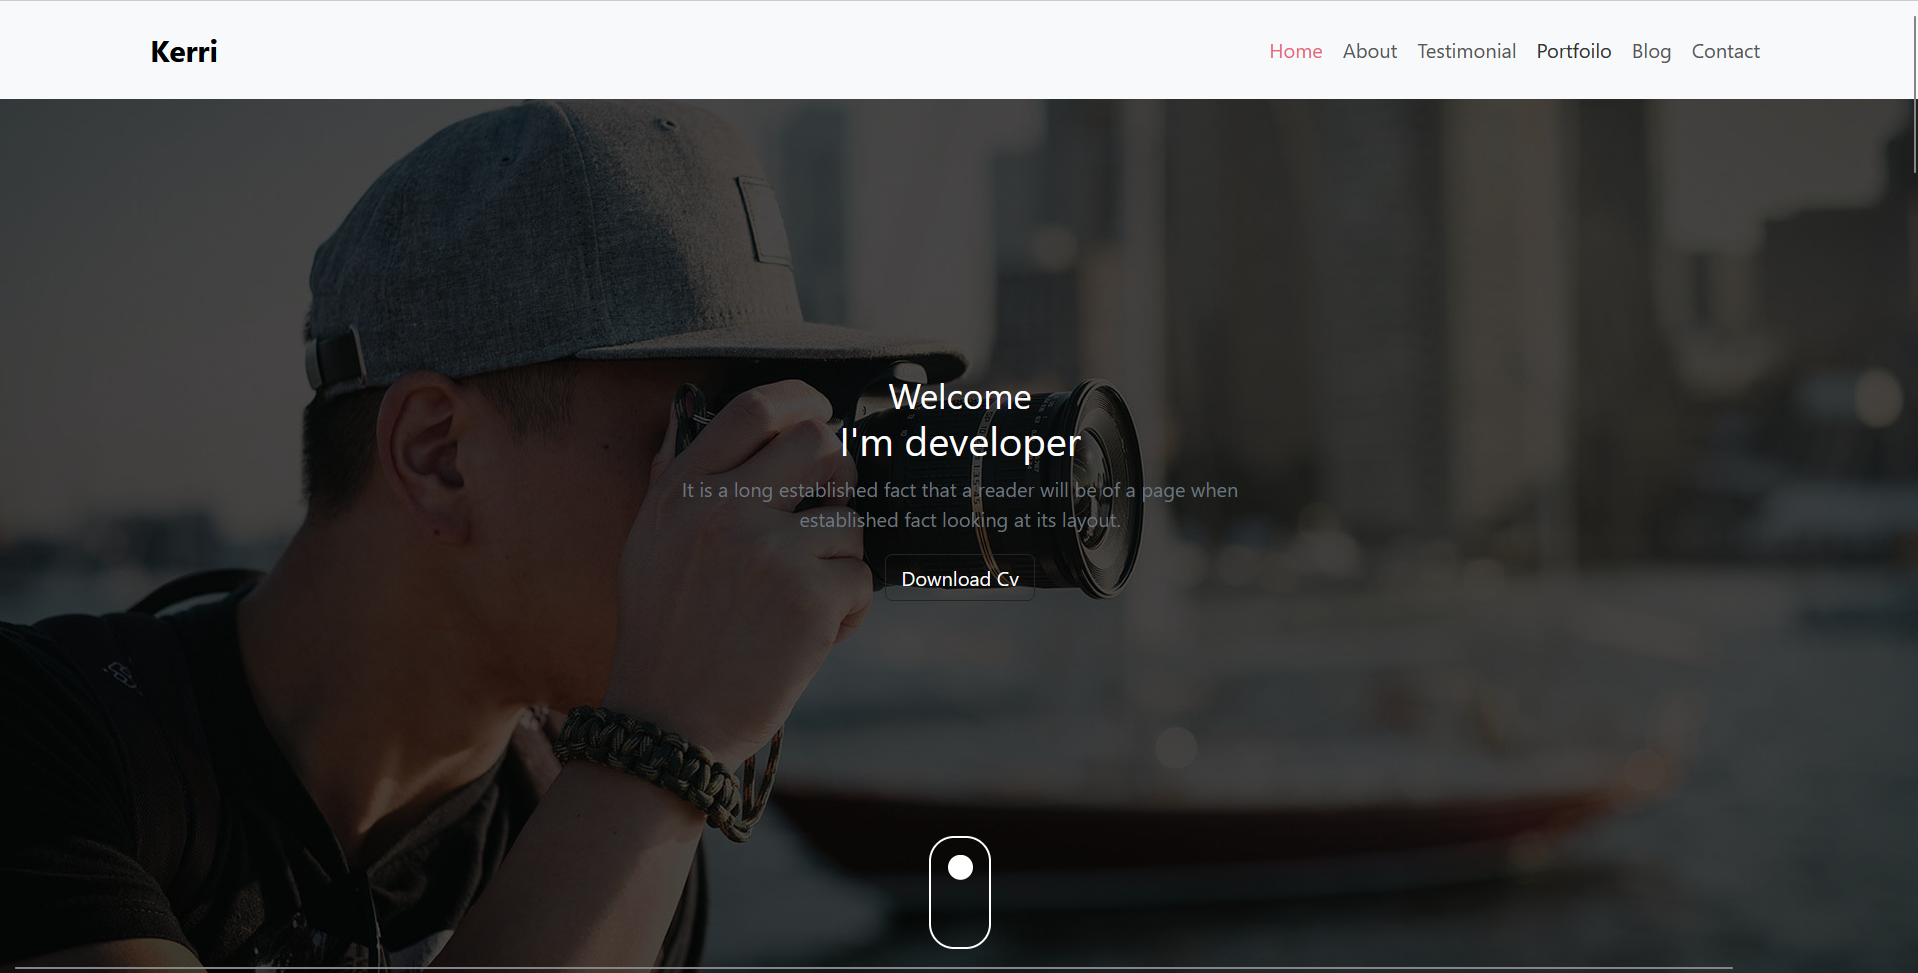 Kerri
Home About Testimonial Portfoilo Blog Contact
Welcome
I'm developer
It is a long established fact that a reader will be of a page when
established fact looking at its layout.
Download Cv